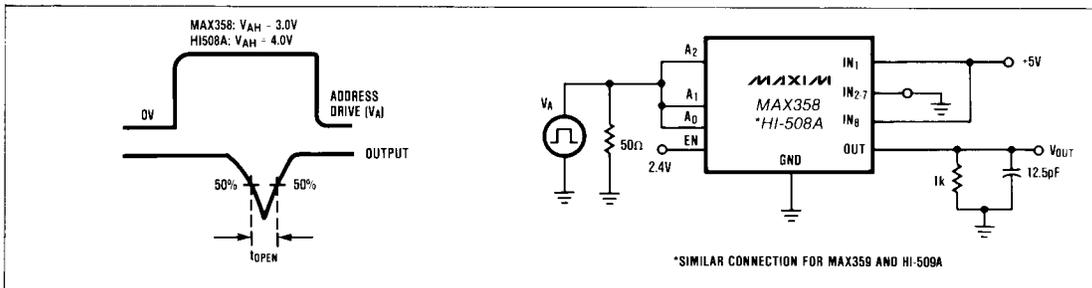 MAX358: VAH - 3.0V
HI508A: VAH = 4.0V
0V
ADDRESS
DRIVE (VA)
OUTPUT
50%
50%
tOPEN
VA
50Ω
2.4V
A2
A1
A0
EN
MAXIM
MAX358
*HI-508A
GND
IN1
IN2-7
IN8
OUT
+5V
VOUT
1k
12.5pF
*SIMILAR CONNECTION FOR MAX359 AND HI-509A